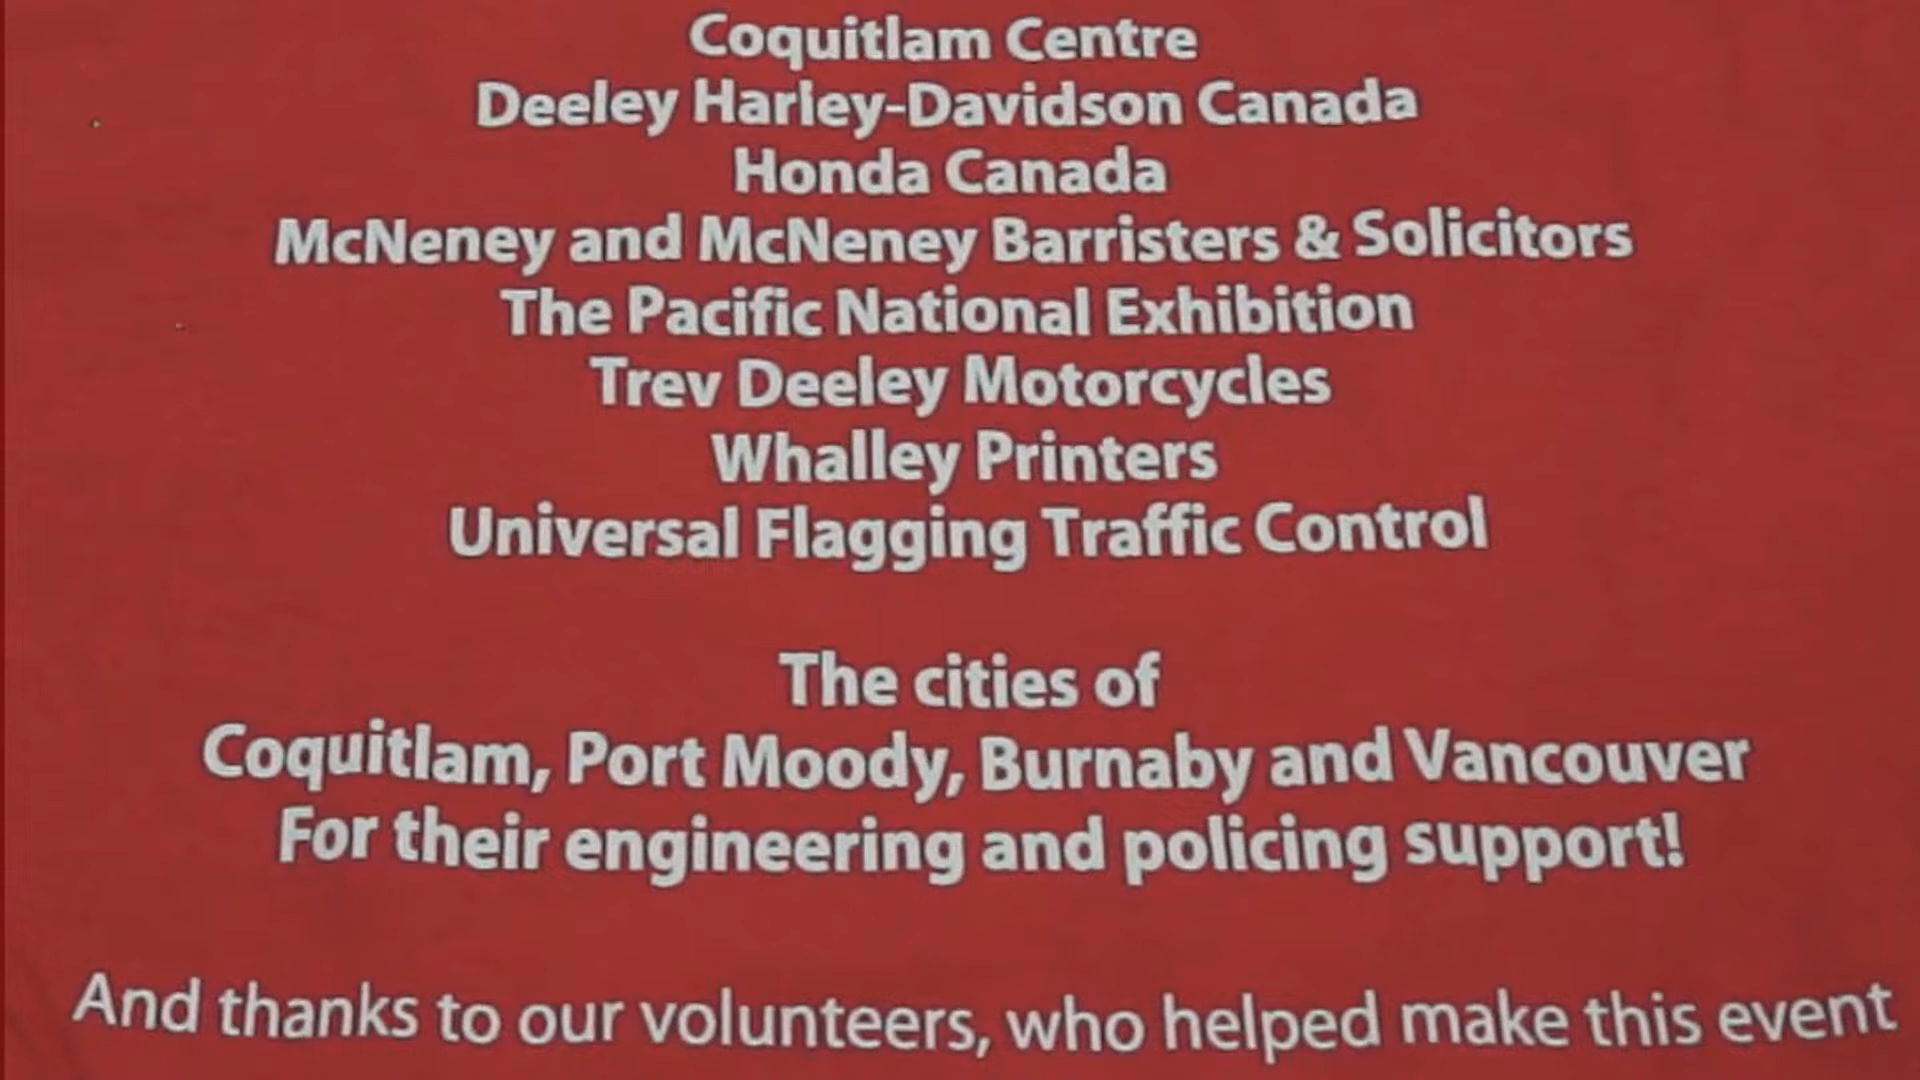 Coquitlam Centre
Deeley Harley-Davidson Canada
Honda Canada
McNeney and McNeney Barristers & Solicitors
The Pacific National Exhibition
Trev Deeley Motorcycles
Whalley Printers
Universal Flagging Traffic Control
The cities of
Coquitlam, Port Moody, Burnaby and Vancouver
For their engineering and policing support!
And thanks to our volunteers, who helped make this event